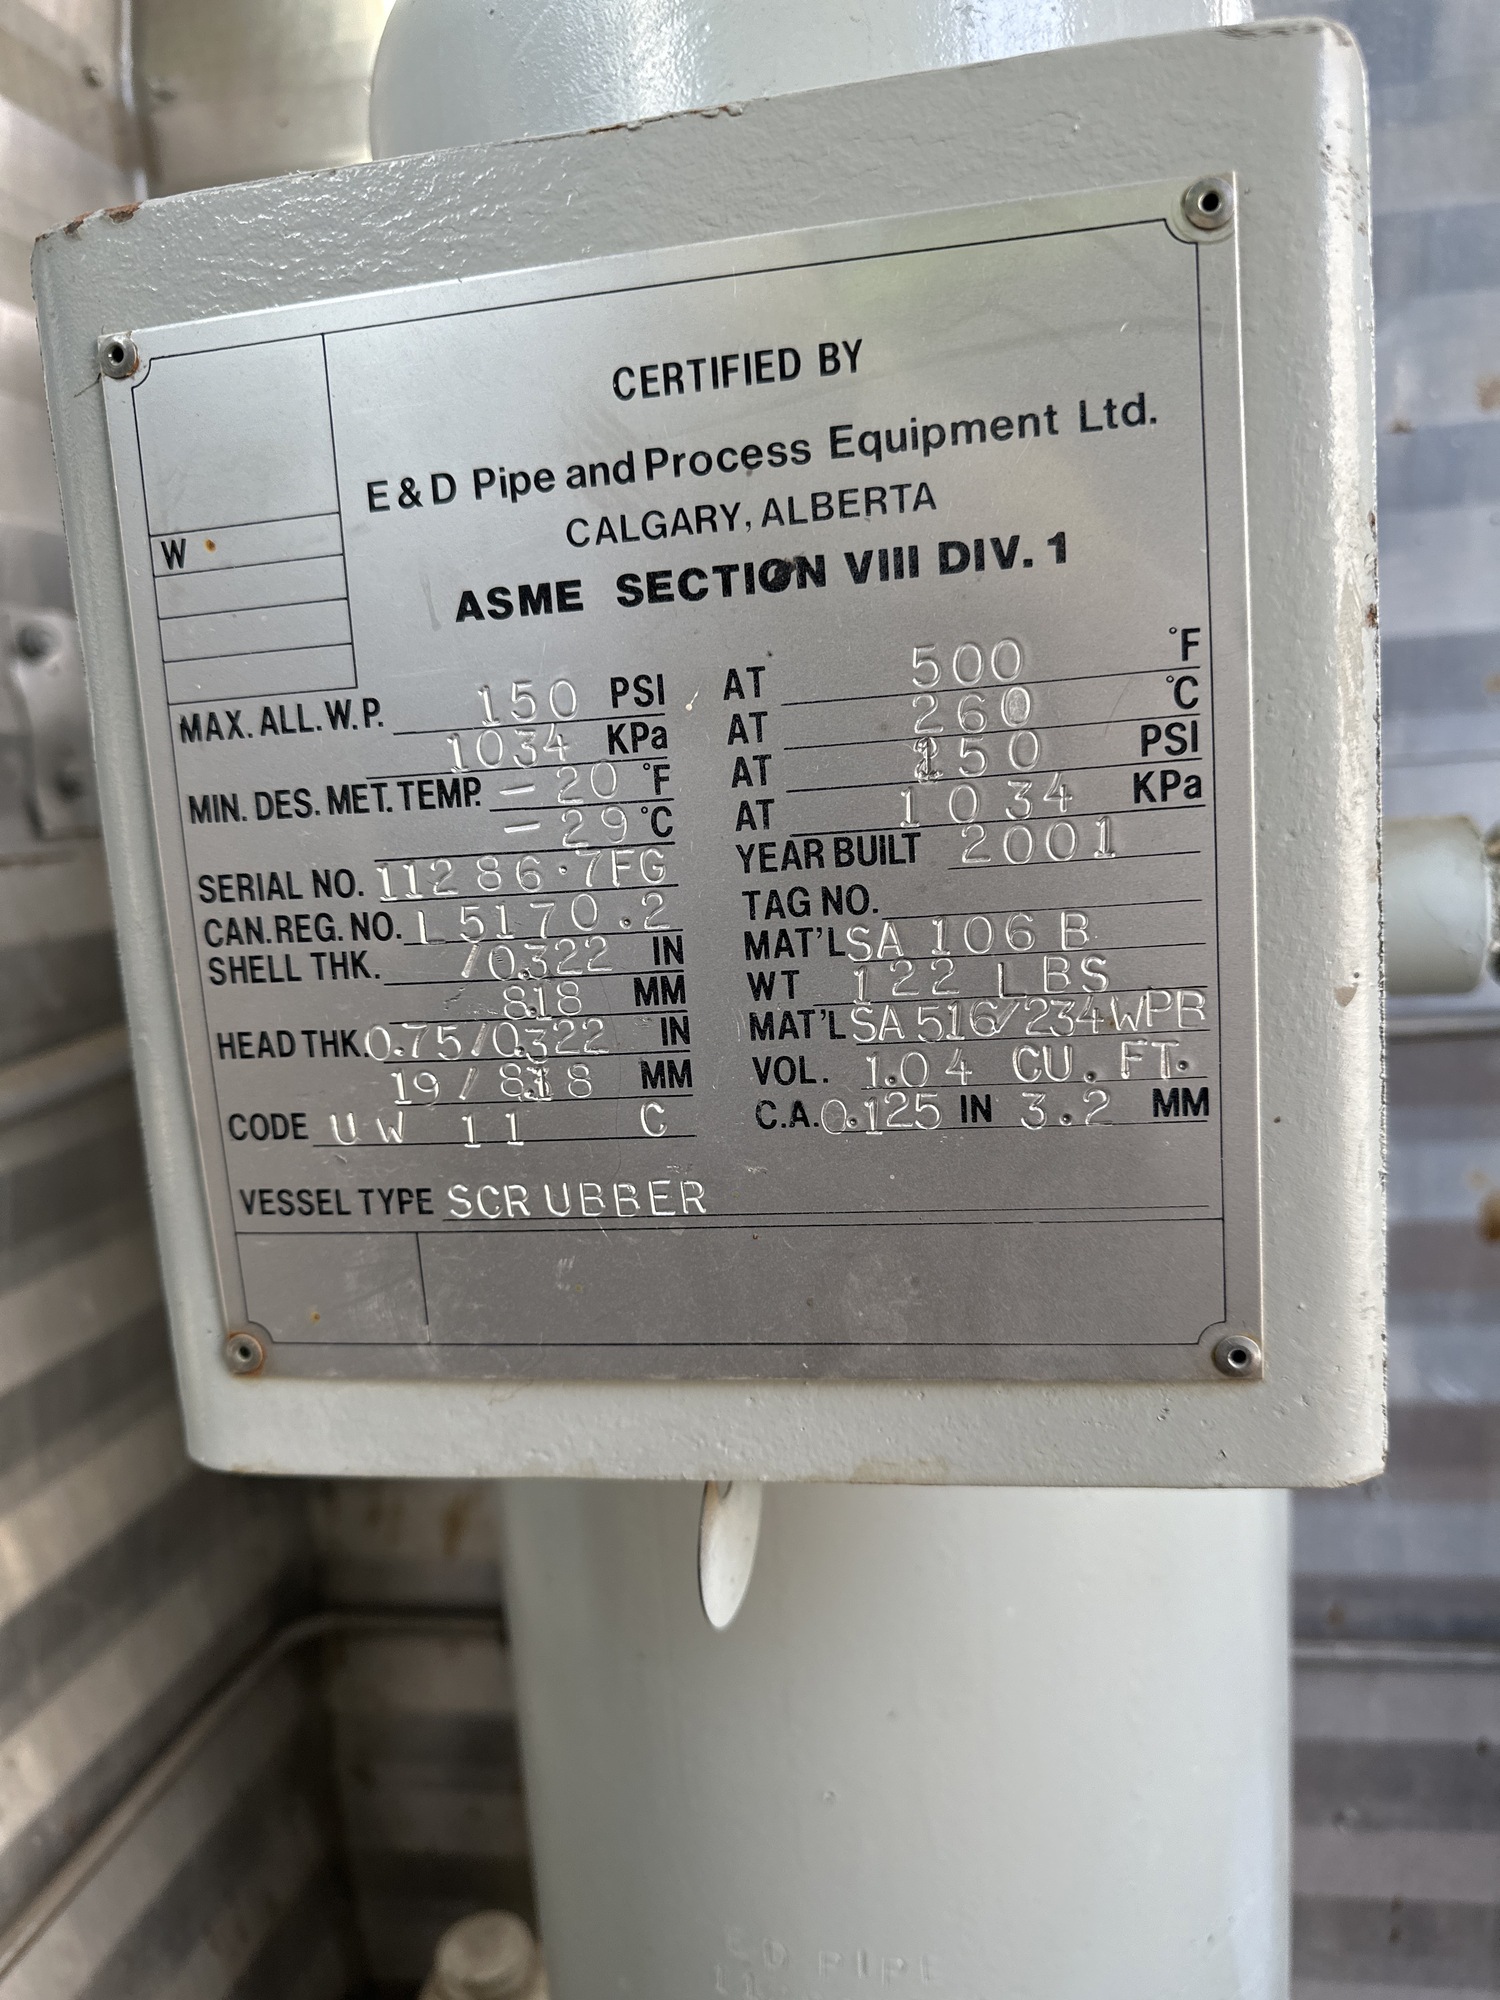 CERTIFIED BY
E & D Pipe and Process Equipment Ltd.
CALGARY, ALBERTA
ASME SECTION VIII DIV. 1
W
MAX. ALL. W.P. 150 PSI AT 500 °F
1034 KPa AT 260 °C
MIN. DES. MET. TEMP. -20 °F AT 150 PSI
-29 °C AT 1034 KPa
SERIAL NO. 11286·7FG YEAR BUILT 2001
CAN. REG. NO. L5170.2 TAG NO.
SHELL THK. /0.322 IN MAT'L SA 106 B
8.18 MM WT 122 LBS
HEAD THK. 0.75/0.322 IN MAT'L SA 516/234WPB
19 / 8.18 MM VOL. 1.04 CU. FT.
CODE UW 11 C C.A. 0.125 IN 3.2 MM
VESSEL TYPE SCRUBBER
ED PIPE